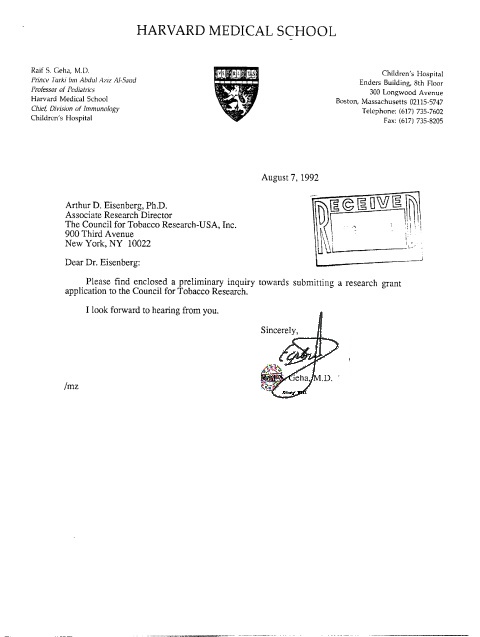 HARVARD MEDICAL SCHOOL
Raif S. Geha, M.D.
Prince Turki bin Abdul Aziz Al-Saud
Professor of Pediatrics
Harvard Medical School
Chief, Division of Immunology
Children's Hospital
Children's Hospital
Enders Building, 8th Floor
300 Longwood Avenue
Boston, Massachusetts 02115-5747
Telephone: (617) 735-7602
Fax: (617) 735-8205
August 7, 1992
RECEIVED
Arthur D. Eisenberg, Ph.D.
Associate Research Director
The Council for Tobacco Research-USA, Inc.
900 Third Avenue
New York, NY 10022
Dear Dr. Eisenberg:
Please find enclosed a preliminary inquiry towards submitting a research grant
application to the Council for Tobacco Research.
I look forward to hearing from you.
Sincerely,
Geha, M.D.
/mz